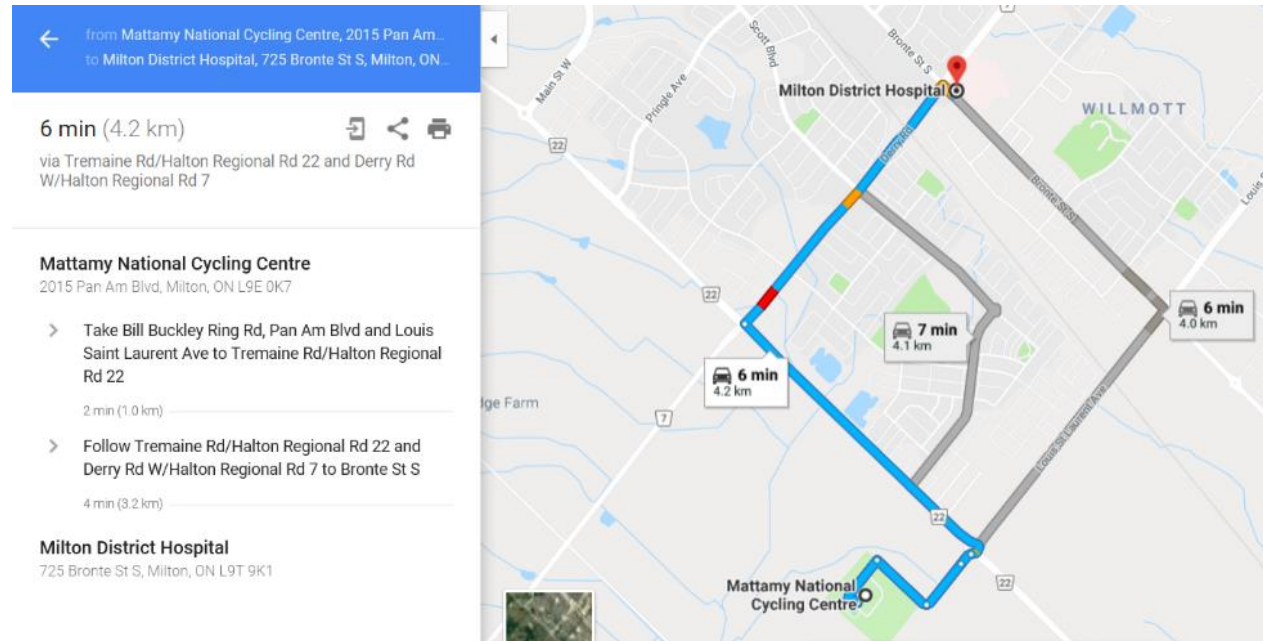 from Mattamy National Cycling Centre, 2015 Pan Am...
to Milton District Hospital, 725 Bronte St S, Milton, ON...
6 min (4.2 km)
via Tremaine Rd/Halton Regional Rd 22 and Derry Rd
W/Halton Regional Rd 7
Mattamy National Cycling Centre
2015 Pan Am Blvd, Milton, ON L9E 0K7
Take Bill Buckley Ring Rd, Pan Am Blvd and Louis
Saint Laurent Ave to Tremaine Rd/Halton Regional
Rd 22
2 min (1.0 km)
Follow Tremaine Rd/Halton Regional Rd 22 and
Derry Rd W/Halton Regional Rd 7 to Bronte St S
4 min (3.2 km)
Milton District Hospital
725 Bronte St S, Milton, ON L9T 9K1
Scott Blvd
Bronte St S
Main St W
Pringle Ave
Milton District Hospital
WILLMOTT
22
Derry Rd
Bronte St S
Louis S
22
7 min
4.1 km
6 min
4.0 km
6 min
4.2 km
dge Farm
7
Louis St Laurent Ave
22
22
Mattamy National
Cycling Centre